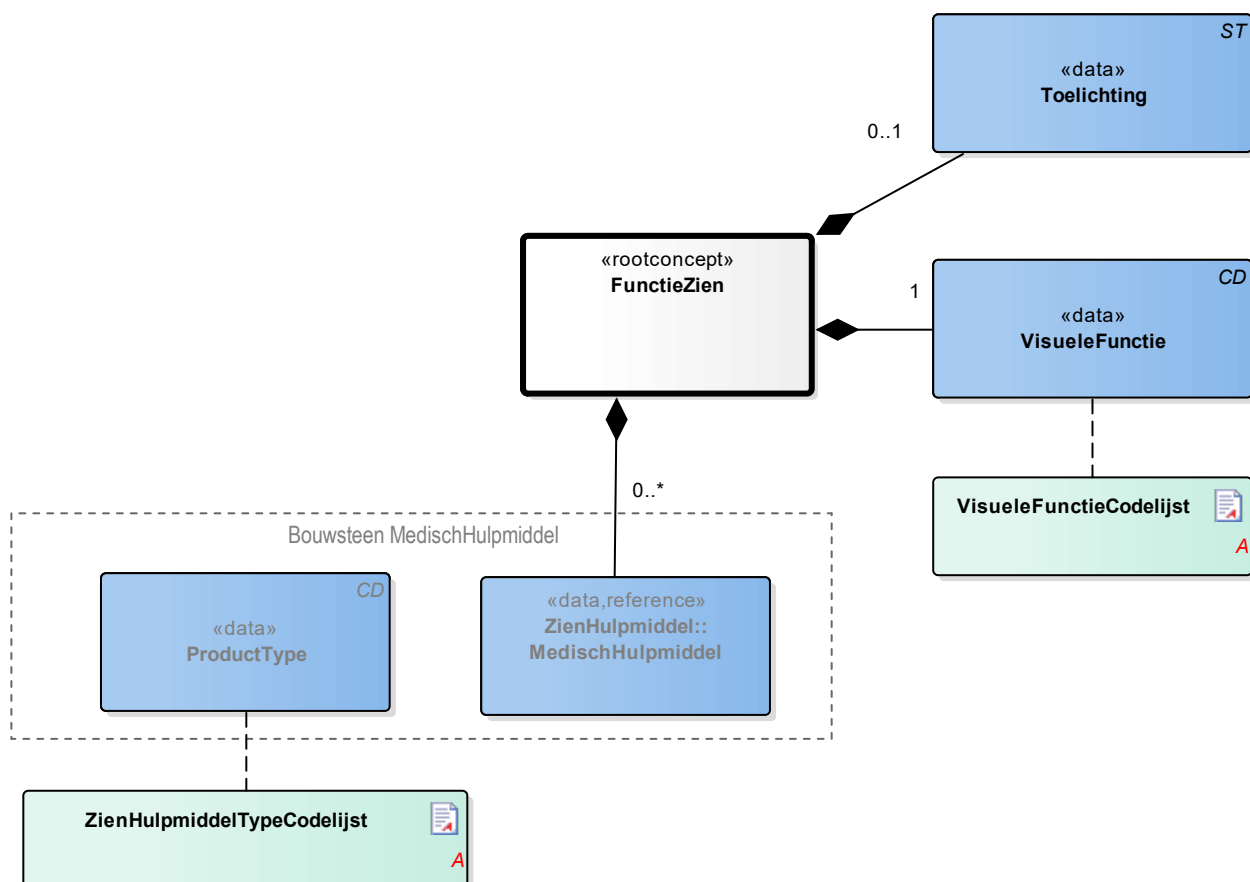 ST
«data»
Toelichting
0..1
«rootconcept»
FunctieZien
1
CD
«data»
VisueleFunctie
VisueleFunctieCodelijst
A
0..*
Bouwsteen MedischHulpmiddel
CD
«data»
ProductType
«data,reference»
ZienHulpmiddel::
MedischHulpmiddel
ZienHulpmiddelTypeCodelijst
A